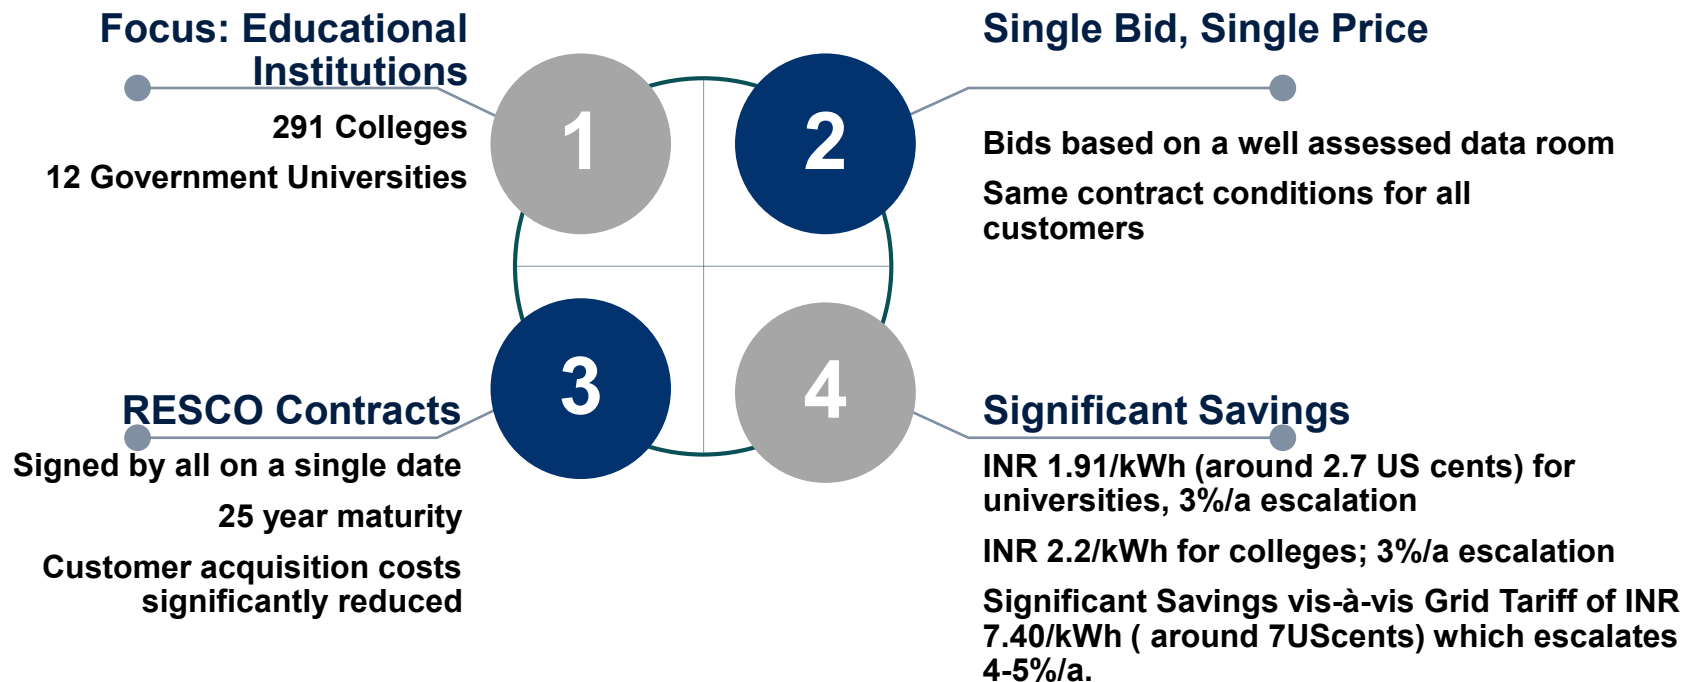 Focus: Educational
Institutions
291 Colleges
12 Government Universities
1
2
Single Bid, Single Price
Bids based on a well assessed data room
Same contract conditions for all
customers
RESCO Contracts
Signed by all on a single date
25 year maturity
Customer acquisition costs
significantly reduced
3
4
Significant Savings
INR 1.91/kWh (around 2.7 US cents) for
universities, 3%/a escalation
INR 2.2/kWh for colleges; 3%/a escalation
Significant Savings vis-à-vis Grid Tariff of INR
7.40/kWh ( around 7UScents) which escalates
4-5%/a.